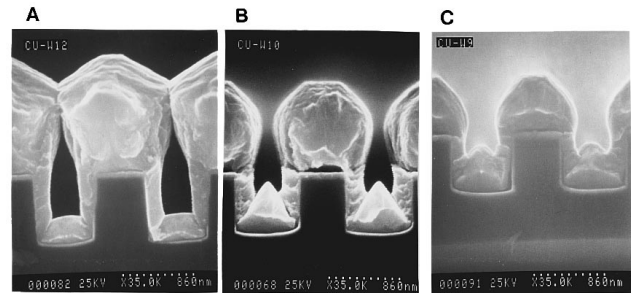 A
B
C
CU-W12
CU-W10
CU-W9
000082 25KV X35.0K 860nm
000068 25KV X35.0K 860nm
000091 25KV X35.0K 860nm